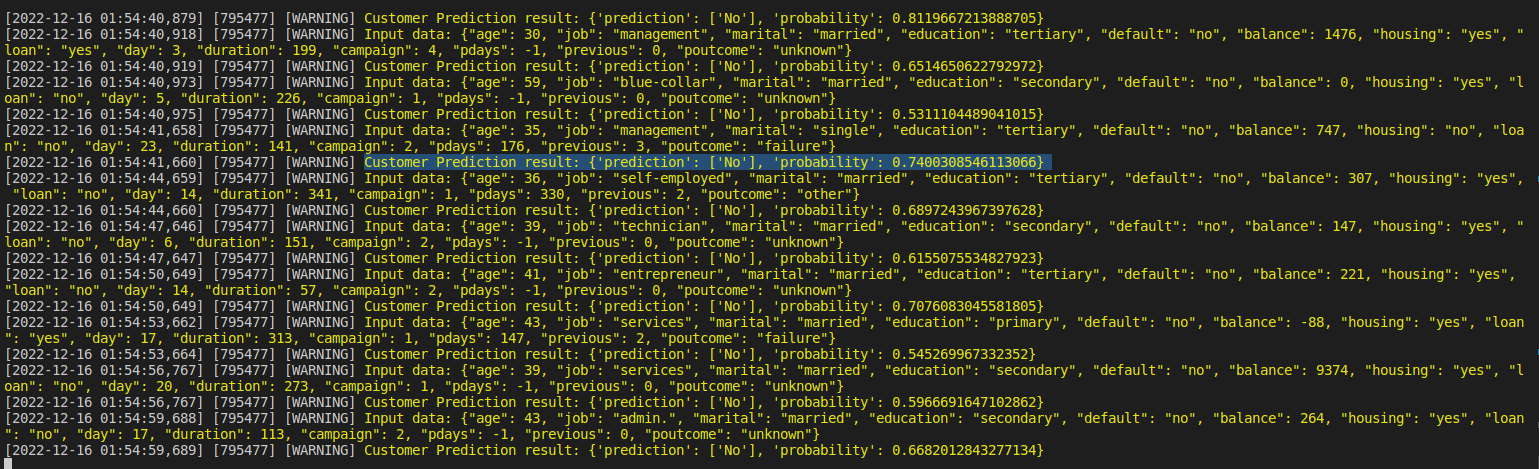 [2022-12-16 01:54:40,879] [795477] [WARNING] Customer Prediction result: {'prediction': ['No'], 'probability': 0.8119667213888705}
[2022-12-16 01:54:40,918] [795477] [WARNING] Input data: {"age": 30, "job": "management", "marital": "married", "education": "tertiary", "default": "no", "balance": 1476, "housing": "yes", "
loan": "yes", "day": 3, "duration": 199, "campaign": 4, "pdays": -1, "previous": 0, "poutcome": "unknown"}
[2022-12-16 01:54:40,919] [795477] [WARNING] Customer Prediction result: {'prediction': ['No'], 'probability': 0.6514650622792972}
[2022-12-16 01:54:40,973] [795477] [WARNING] Input data: {"age": 59, "job": "blue-collar", "marital": "married", "education": "secondary", "default": "no", "balance": 0, "housing": "yes", "l
oan": "no", "day": 5, "duration": 226, "campaign": 1, "pdays": -1, "previous": 0, "poutcome": "unknown"}
[2022-12-16 01:54:40,975] [795477] [WARNING] Customer Prediction result: {'prediction': ['No'], 'probability': 0.5311104489041015}
[2022-12-16 01:54:41,658] [795477] [WARNING] Input data: {"age": 35, "job": "management", "marital": "single", "education": "tertiary", "default": "no", "balance": 747, "housing": "no", "loa
n": "no", "day": 23, "duration": 141, "campaign": 2, "pdays": 176, "previous": 3, "poutcome": "failure"}
[2022-12-16 01:54:41,660] [795477] [WARNING] Customer Prediction result: {'prediction': ['No'], 'probability': 0.7400308546113066}
[2022-12-16 01:54:44,659] [795477] [WARNING] Input data: {"age": 36, "job": "self-employed", "marital": "married", "education": "tertiary", "default": "no", "balance": 307, "housing": "yes",
 "loan": "no", "day": 14, "duration": 341, "campaign": 1, "pdays": 330, "previous": 2, "poutcome": "other"}
[2022-12-16 01:54:44,660] [795477] [WARNING] Customer Prediction result: {'prediction': ['No'], 'probability': 0.6897243967397628}
[2022-12-16 01:54:47,646] [795477] [WARNING] Input data: {"age": 39, "job": "technician", "marital": "married", "education": "secondary", "default": "no", "balance": 147, "housing": "yes", "
loan": "no", "day": 6, "duration": 151, "campaign": 2, "pdays": -1, "previous": 0, "poutcome": "unknown"}
[2022-12-16 01:54:47,647] [795477] [WARNING] Customer Prediction result: {'prediction': ['No'], 'probability': 0.6155075534827923}
[2022-12-16 01:54:50,649] [795477] [WARNING] Input data: {"age": 41, "job": "entrepreneur", "marital": "married", "education": "tertiary", "default": "no", "balance": 221, "housing": "yes", 
"loan": "no", "day": 14, "duration": 57, "campaign": 2, "pdays": -1, "previous": 0, "poutcome": "unknown"}
[2022-12-16 01:54:50,649] [795477] [WARNING] Customer Prediction result: {'prediction': ['No'], 'probability': 0.7076083045581805}
[2022-12-16 01:54:53,662] [795477] [WARNING] Input data: {"age": 43, "job": "services", "marital": "married", "education": "primary", "default": "no", "balance": -88, "housing": "yes", "loan
": "yes", "day": 17, "duration": 313, "campaign": 1, "pdays": 147, "previous": 2, "poutcome": "failure"}
[2022-12-16 01:54:53,664] [795477] [WARNING] Customer Prediction result: {'prediction': ['No'], 'probability': 0.545269967332352}
[2022-12-16 01:54:56,767] [795477] [WARNING] Input data: {"age": 39, "job": "services", "marital": "married", "education": "secondary", "default": "no", "balance": 9374, "housing": "yes", "l
oan": "no", "day": 20, "duration": 273, "campaign": 1, "pdays": -1, "previous": 0, "poutcome": "unknown"}
[2022-12-16 01:54:56,767] [795477] [WARNING] Customer Prediction result: {'prediction': ['No'], 'probability': 0.5966691647102862}
[2022-12-16 01:54:59,688] [795477] [WARNING] Input data: {"age": 43, "job": "admin.", "marital": "married", "education": "secondary", "default": "no", "balance": 264, "housing": "yes", "loan
": "no", "day": 17, "duration": 113, "campaign": 2, "pdays": -1, "previous": 0, "poutcome": "unknown"}
[2022-12-16 01:54:59,689] [795477] [WARNING] Customer Prediction result: {'prediction': ['No'], 'probability': 0.6682012843277134}